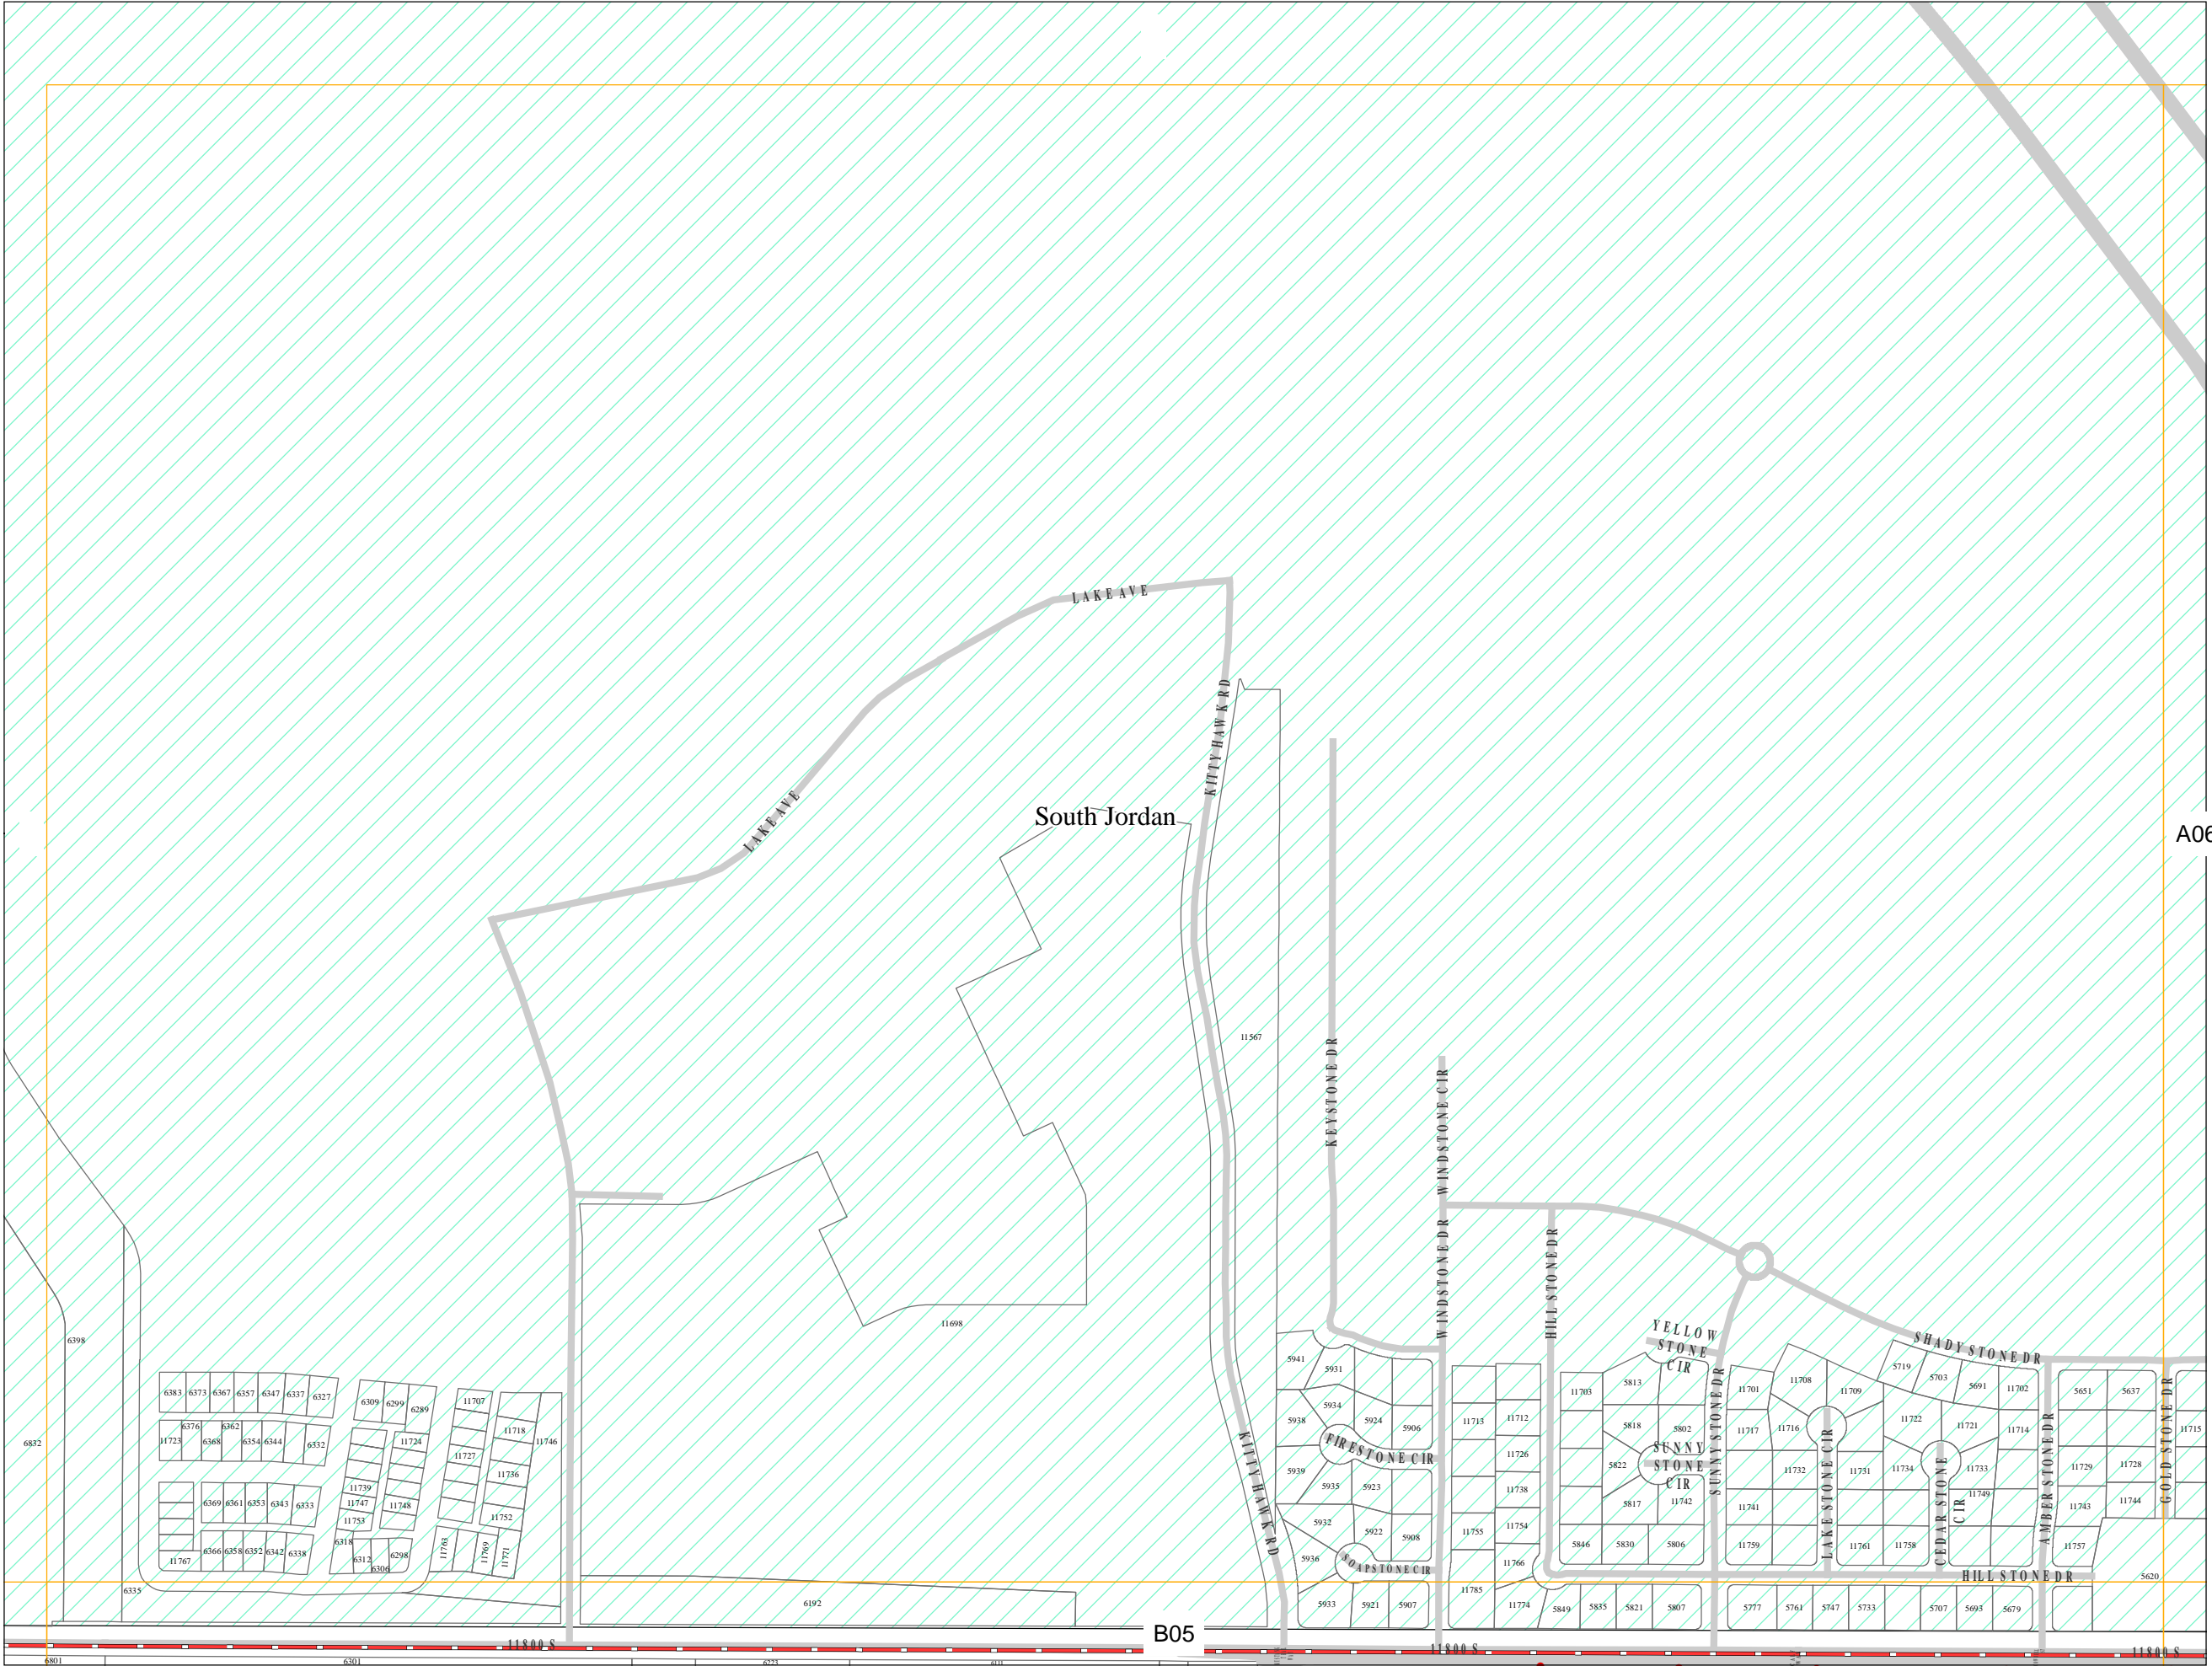 LAKE AVE
LAKE AVE
KITTY HAWK RD
South Jordan
A06
11567
KEYSTONE DR
WINDSTONE CIR
WINDSTONE DR
HILL STONE DR
11698
6398
6832
6335
YELLOW
STONE
CIR
SHADY STONE DR
6383 6373 6367 6357 6347 6337 6327
6309 6299 6289
11707
11718
11746
11723 6376 6368 6362 6354 6344 6332
11724
11727
11736
11739
11747
11748
11753
11752
6369 6361 6353 6343 6333
6366 6358 6352 6342 6338
11767
6318
6312
6306
6298
11763
11769
11771
5941
5931
5938
5934
5924
5906
FIRESTONE CIR
5939
5935
5923
5932
5922
5908
5936
SOAPSTONE CIR
5933 5921 5907
KITTY HAWK RD
11713
11712
11726
11738
11755
11754
11766
11785
11774
11703
5813
5818
5802
SUNNY
STONE
CIR
5822
5817
11742
5846 5830 5806
5849 5835 5821 5807
SUNNY STONE DR
11701
11708
11709
11717
11716
11732
11731
11741
11759
11761
11758
LAKE STONE CIR
11722
11734
11721
11733
11749
CEDAR STONE
CIR
5719
5703
5691
11702
11714
AMBER STONE DR
5651
5637
11729
11728
11743
11744
11757
GOLD STONE DR
11715
HILL STONE DR
5620
5777 5761 5747 5733 5707 5693 5679
6192
B05
11800 S
11800 S
11800 S
6801
6301